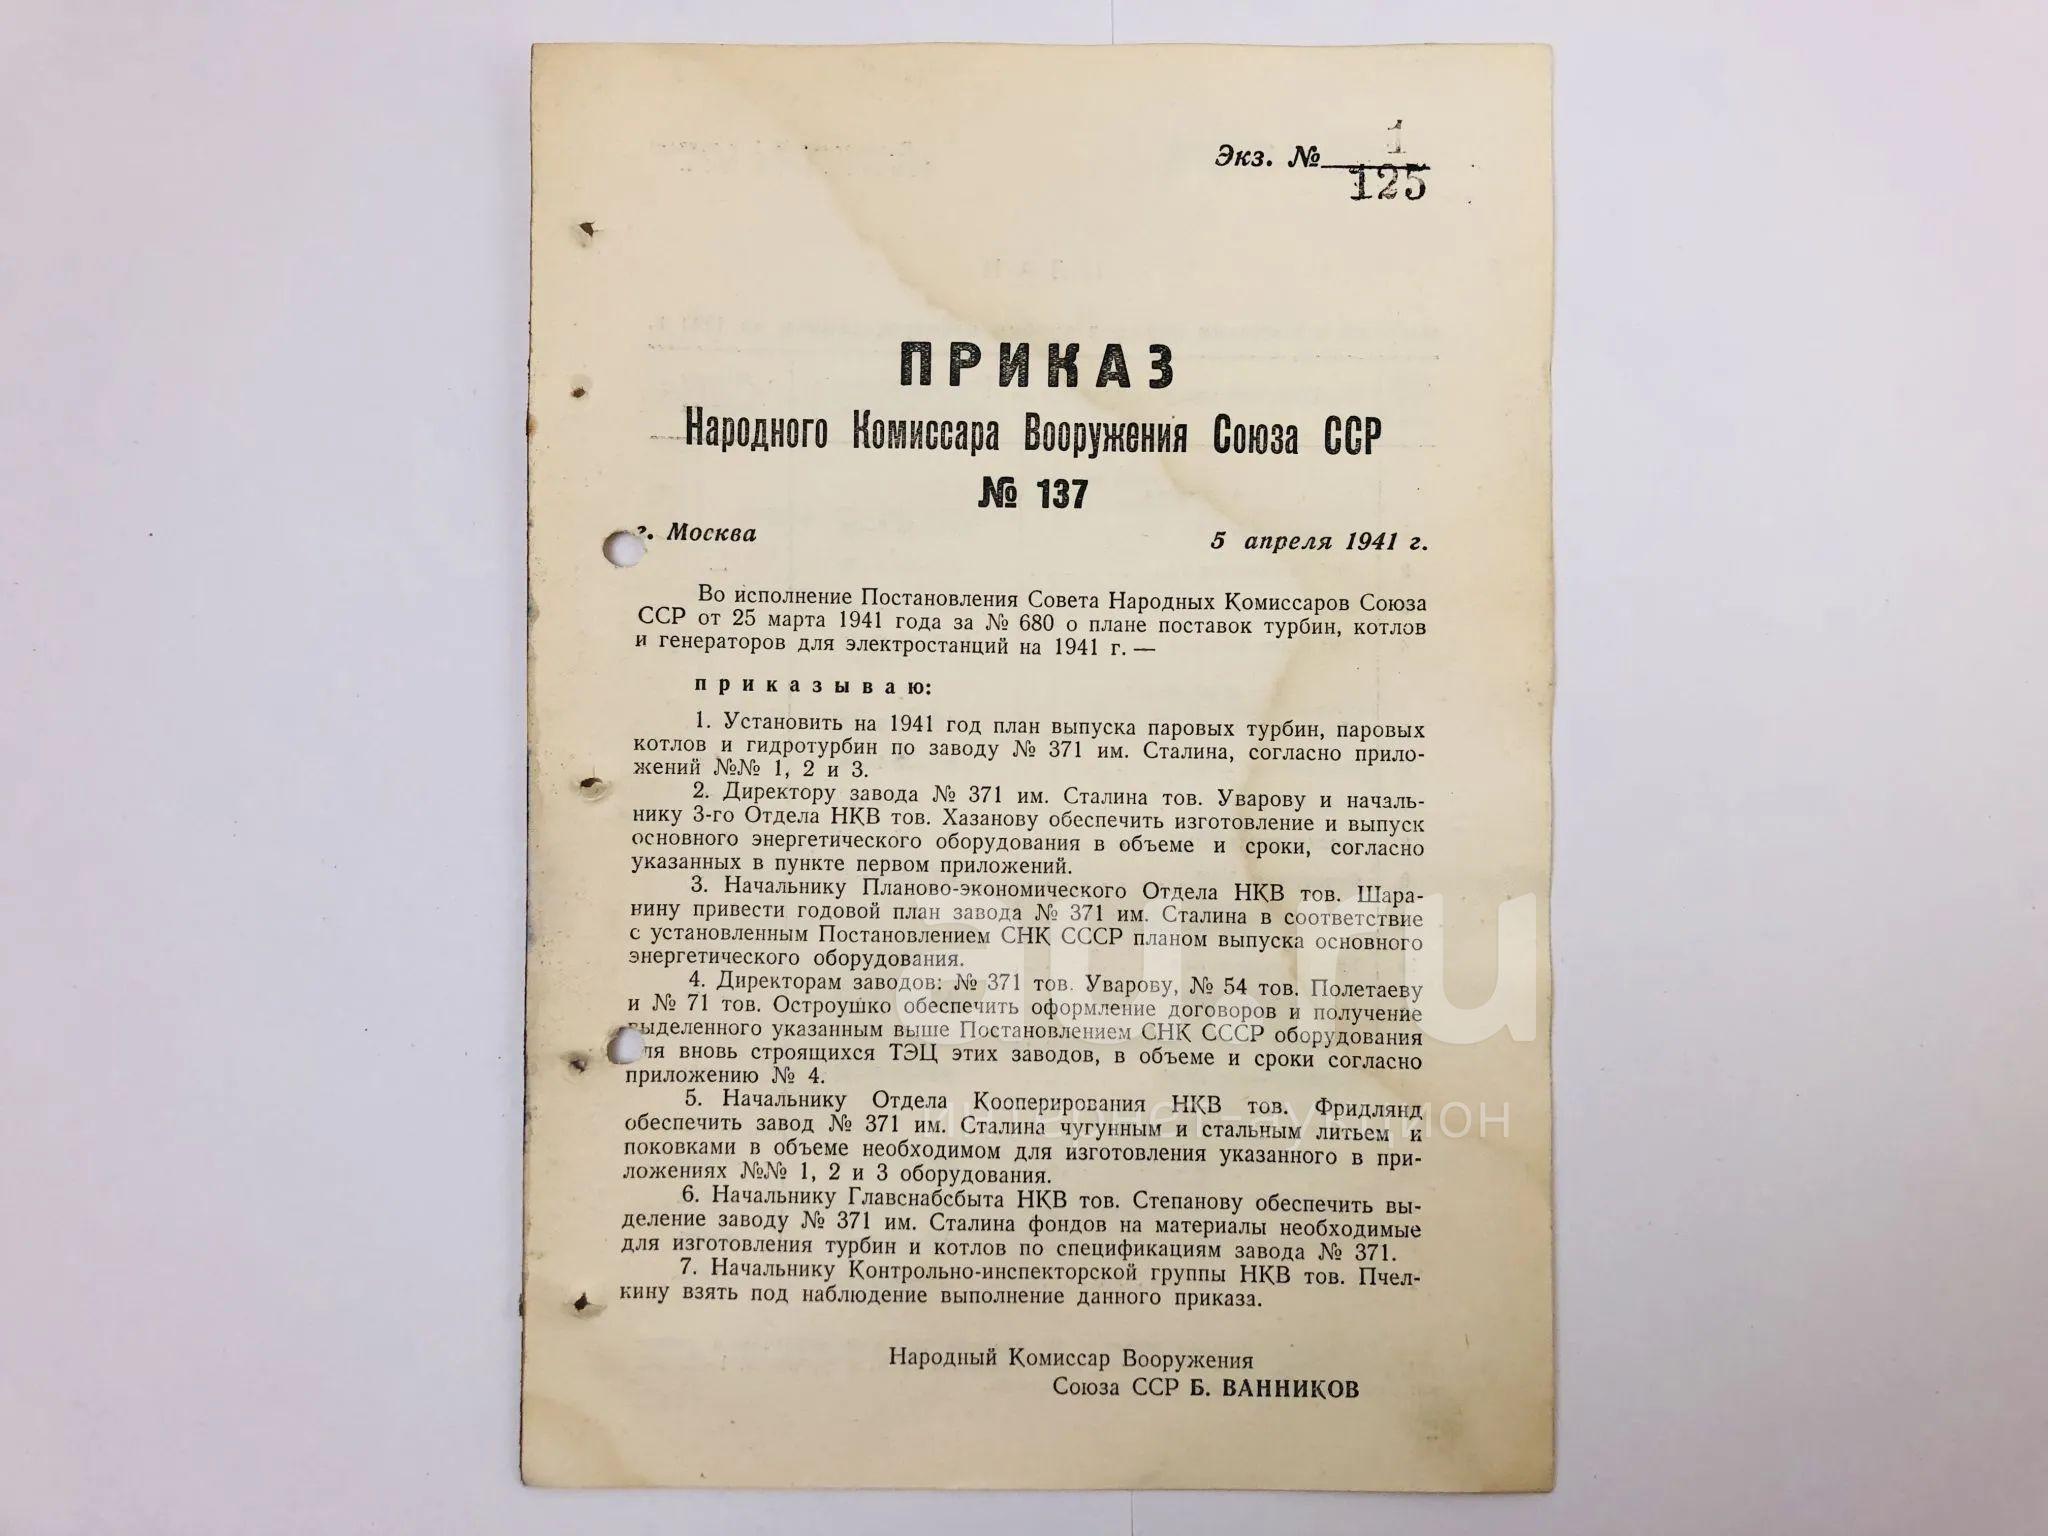 Экз. № 1
125
ПРИКАЗ
Народного Комиссара Вооружения Союза ССР
№ 137
г. Москва 5 апреля 1941 г.
Во исполнение Постановления Совета Народных Комиссаров Союза
ССР от 25 марта 1941 года за № 680 о плане поставок турбин, котлов
и генераторов для электростанций на 1941 г. —
приказываю:
1. Установить на 1941 год план выпуска паровых турбин, паровых
котлов и гидротурбин по заводу № 371 им. Сталина, согласно прило-
жений №№ 1, 2 и 3.
2. Директору завода № 371 им. Сталина тов. Уварову и началь-
нику 3-го Отдела НКВ тов. Хазанову обеспечить изготовление и выпуск
основного энергетического оборудования в объеме и сроки, согласно
указанных в пункте первом приложений.
3. Начальнику Планово-экономического Отдела НКВ тов. Шара-
нину привести годовой план завода № 371 им. Сталина в соответствие
с установленным Постановлением СНК СССР планом выпуска основного
энергетического оборудования.
4. Директорам заводов: № 371 тов. Уварову, № 54 тов. Полетаеву
и № 71 тов. Остроушко обеспечить оформление договоров и получение
выделенного указанным выше Постановлением СНК СССР оборудования
для вновь строящихся ТЭЦ этих заводов, в объеме и сроки согласно
приложению № 4.
5. Начальнику Отдела Кооперирования НКВ тов. Фридлянд
обеспечить завод № 371 им. Сталина чугунным и стальным литьем и
поковками в объеме необходимом для изготовления указанного в при-
ложениях №№ 1, 2 и 3 оборудования.
6. Начальнику Главснабсбыта НКВ тов. Степанову обеспечить вы-
деление заводу № 371 им. Сталина фондов на материалы необходимые
для изготовления турбин и котлов по спецификациям завода № 371.
7. Начальнику Контрольно-инспекторской группы НКВ тов. Пчел-
кину взять под наблюдение выполнение данного приказа.
Народный Комиссар Вооружения
Союза ССР Б. ВАННИКОВ
au.ru
интернет-аукцион